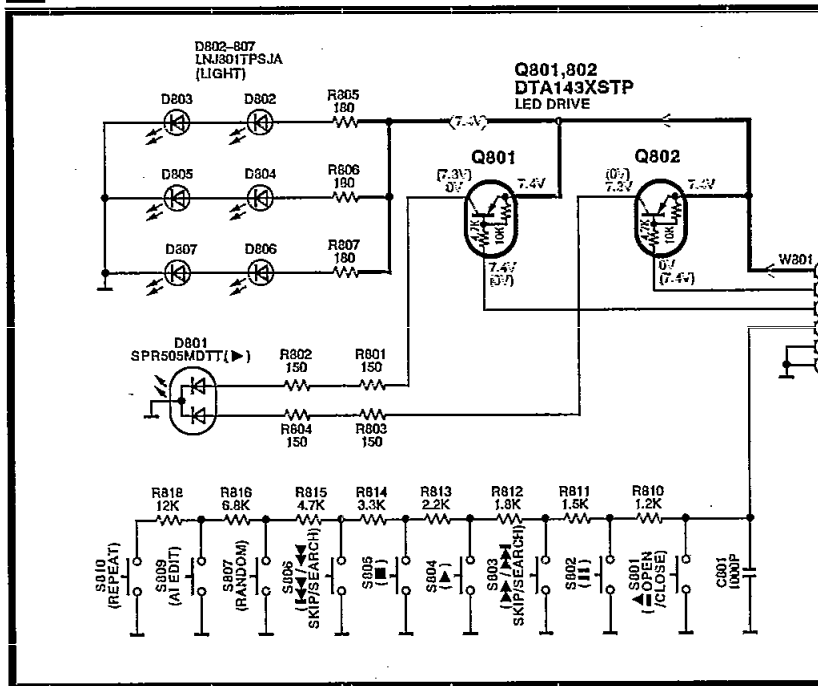 D802-807
LNJ301TPSJA
(LIGHT)
Q801,802
DTA143XSTP
LED DRIVE
D803
D802
R805
180
(7.4V)
Q801
Q802
D805
D804
R806
180
(7.3V)
0V
7.4V
(0V)
7.3V
7.4V
4.7K
10K
4.7K
10K
D807
D806
R807
180
7.4V
(0V)
0V
(7.4V)
W801
D801
SPR505MDTT(▶)
R802
150
R801
150
R804
150
R803
150
R818
12K
R816
6.8K
R815
4.7K
R814
3.3K
R813
2.2K
R812
1.8K
R811
1.5K
R810
1.2K
S810
(REPEAT)
S809
(AI EDIT)
S807
(RANDOM)
S806
(⏮/◀◀)
SKIP/SEARCH)
S805
(■)
S804
(▶)
S803
(▶▶/⏭)
SKIP/SEARCH)
S802
(❚❚)
S801
(⏏OPEN
/CLOSE)
C801
1000P